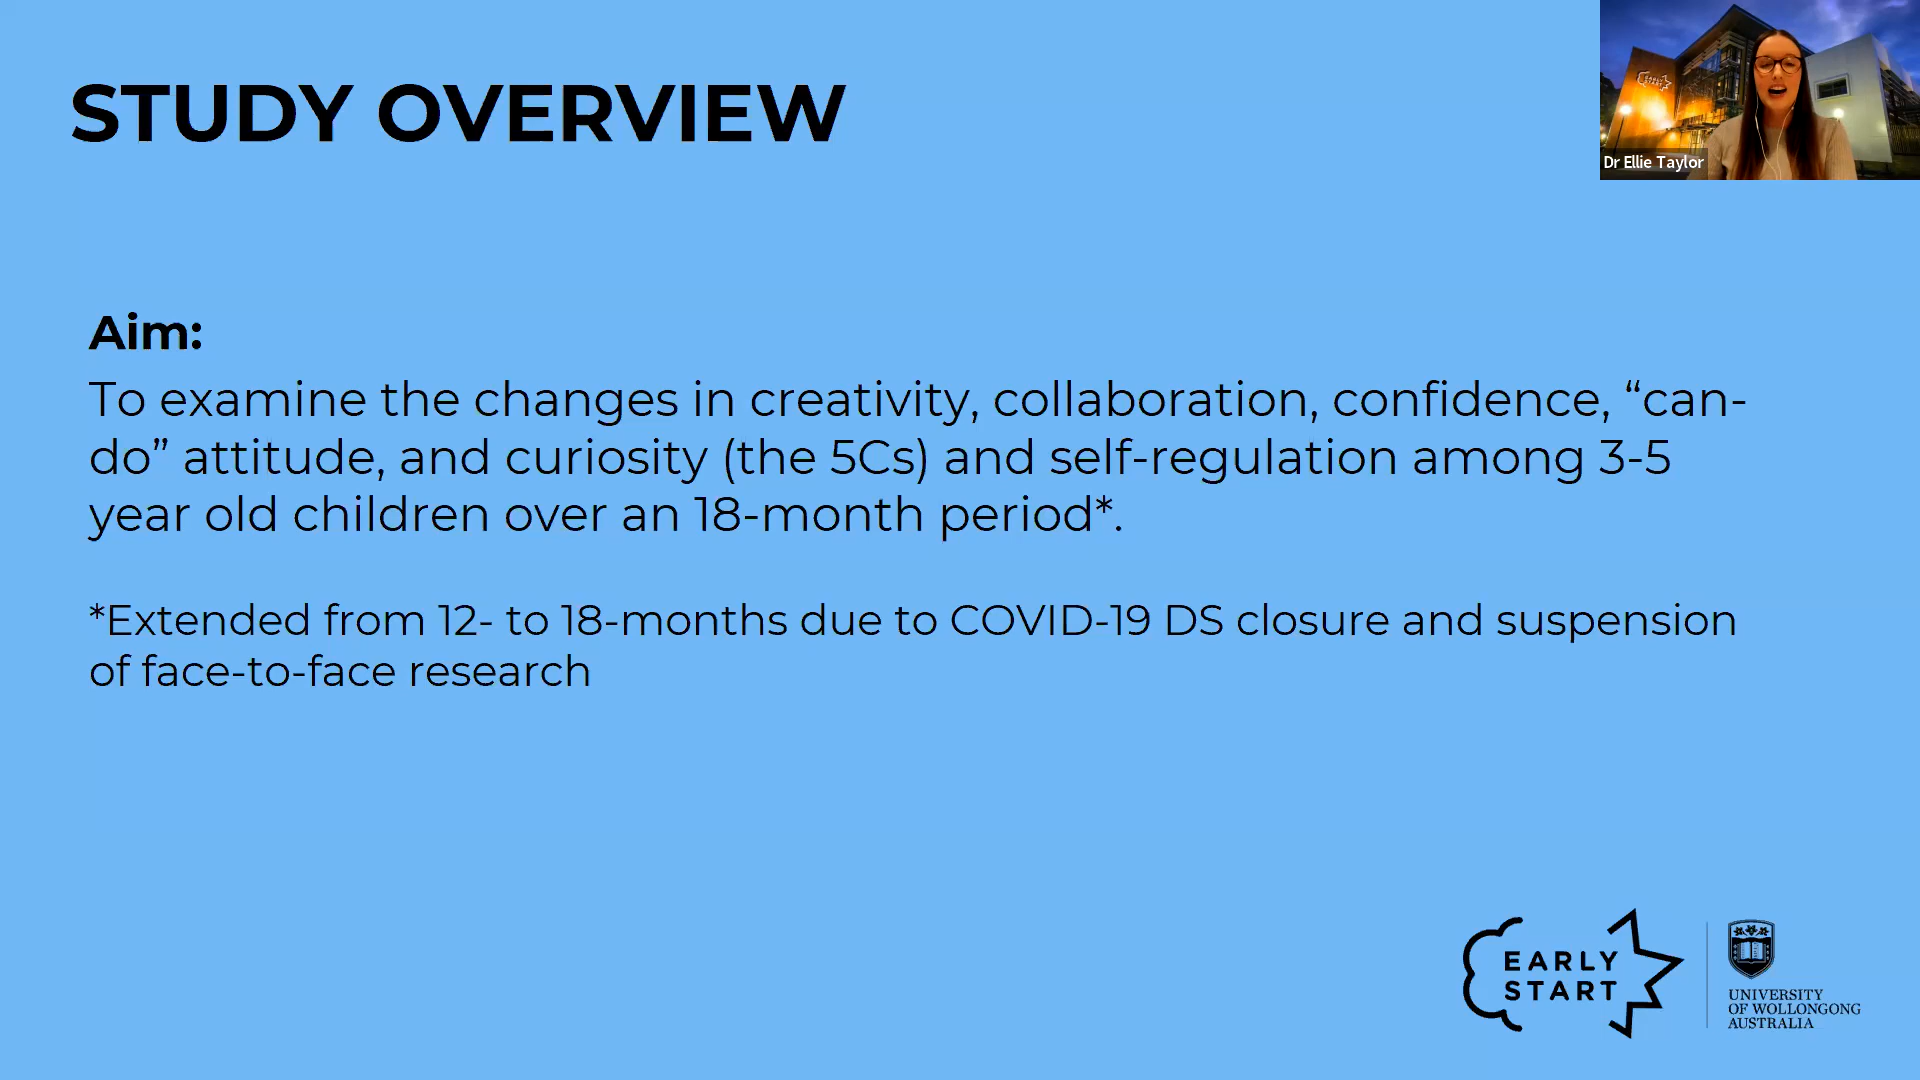 STUDY OVERVIEW
Dr Ellie Taylor
Aim:
To examine the changes in creativity, collaboration, confidence, “can-
do” attitude, and curiosity (the 5Cs) and self-regulation among 3-5
year old children over an 18-month period*.
*Extended from 12- to 18-months due to COVID-19 DS closure and suspension
of face-to-face research
EARLY
START
UNIVERSITY
OF WOLLONGONG
AUSTRALIA